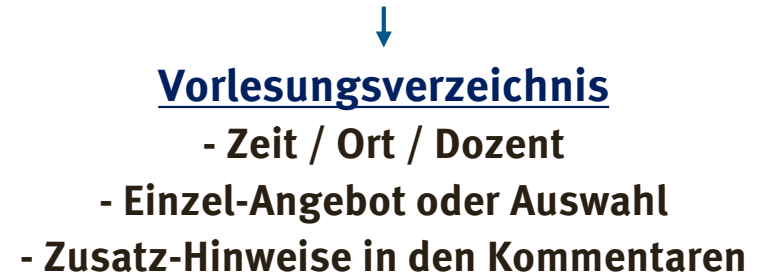 Vorlesungsverzeichnis
- Zeit / Ort / Dozent
- Einzel-Angebot oder Auswahl
- Zusatz-Hinweise in den Kommentaren